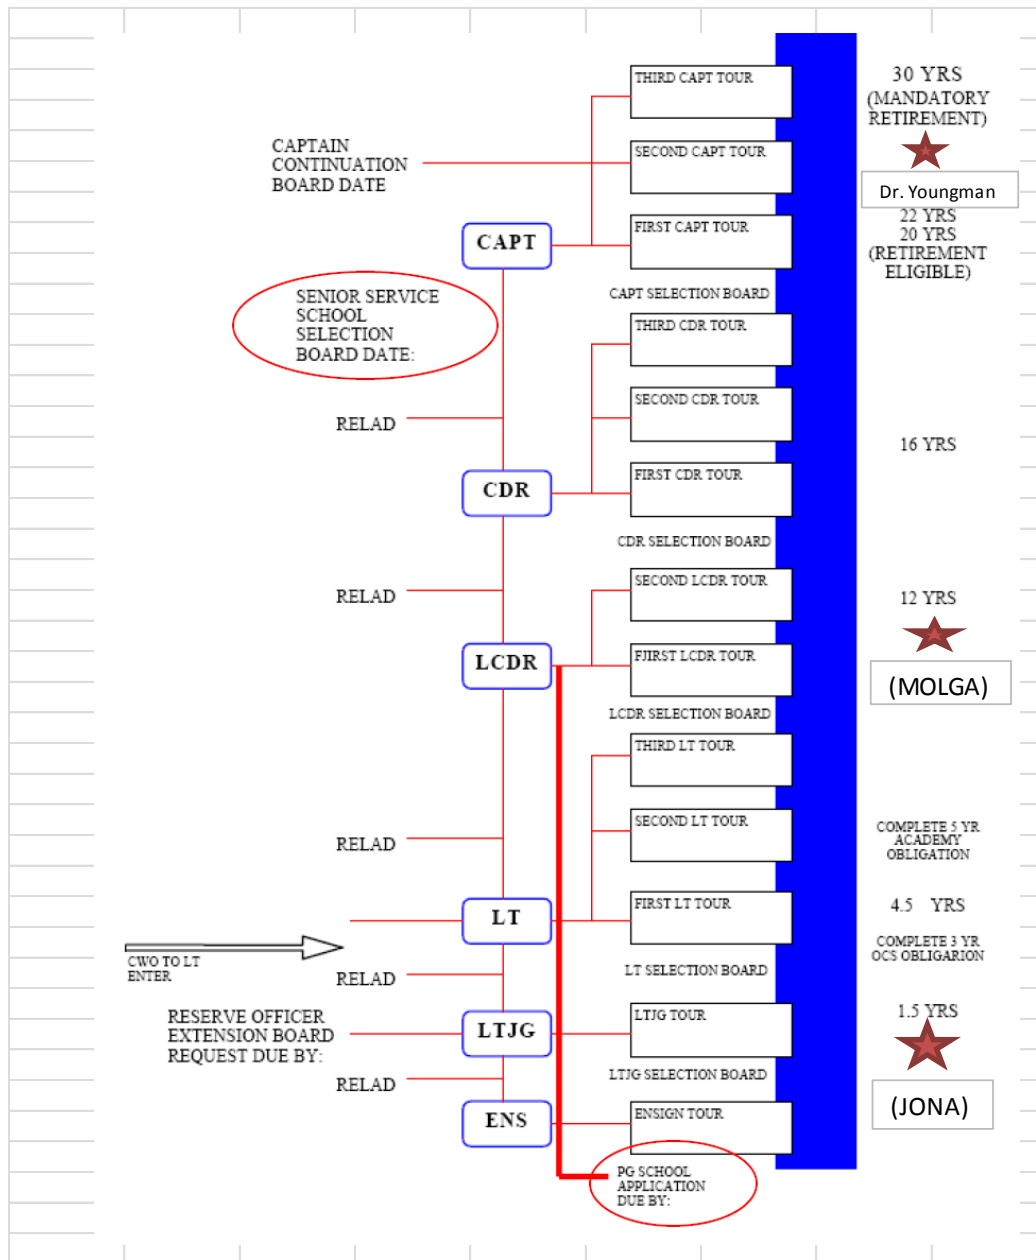 THIRD CAPT TOUR
30 YRS
(MANDATORY
RETIREMENT)
CAPTAIN
CONTINUATION
BOARD DATE
SECOND CAPT TOUR
Dr. Youngman
CAPT
FIRST CAPT TOUR
22 YRS
20 YRS
(RETIREMENT
ELIGIBLE)
SENIOR SERVICE
SCHOOL
SELECTION
BOARD DATE:
CAPT SELECTION BOARD
THIRD CDR TOUR
RELAD
SECOND CDR TOUR
16 YRS
CDR
FIRST CDR TOUR
CDR SELECTION BOARD
RELAD
SECOND LCDR TOUR
12 YRS
LCDR
FJIRST LCDR TOUR
(MOLGA)
LCDR SELECTION BOARD
THIRD LT TOUR
RELAD
SECOND LT TOUR
COMPLETE 5 YR
ACADEMY
OBLIGATION
LT
FIRST LT TOUR
4.5 YRS
CWO TO LT
ENTER
COMPLETE 3 YR
OCS OBLIGARION
RELAD
LT SELECTION BOARD
RESERVE OFFICER
EXTENSION BOARD
REQUEST DUE BY:
LTJG
LTJG TOUR
1.5 YRS
RELAD
LTJG SELECTION BOARD
ENS
ENSIGN TOUR
(JONA)
PG SCHOOL
APPLICATION
DUE BY: